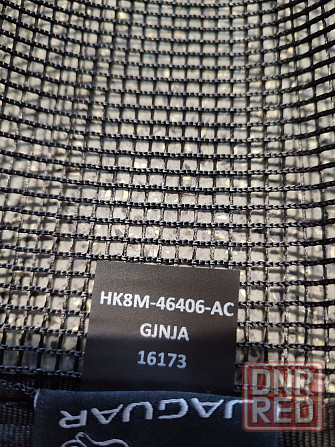 HK8M-46406-AC
GJNJA
16173
JAGUAR
DNR
RED